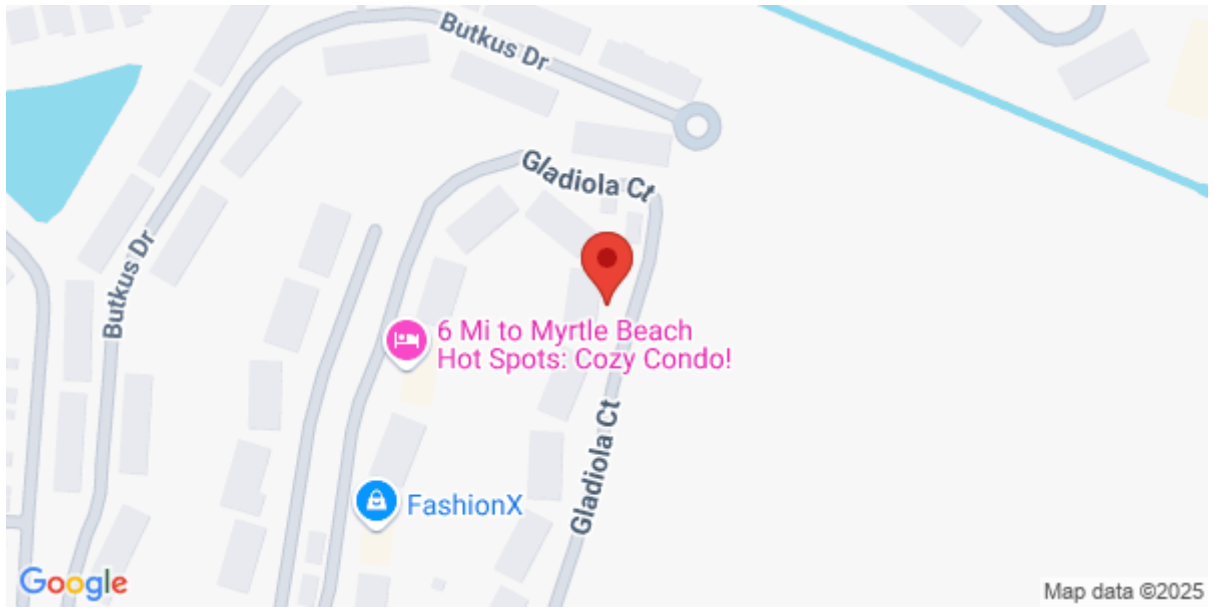 Butkus Dr
Gladiola Ct
Butkus Dr
6 Mi to Myrtle Beach
Hot Spots: Cozy Condo!
Gladiola Ct
FashionX
Google
Map data ©2025